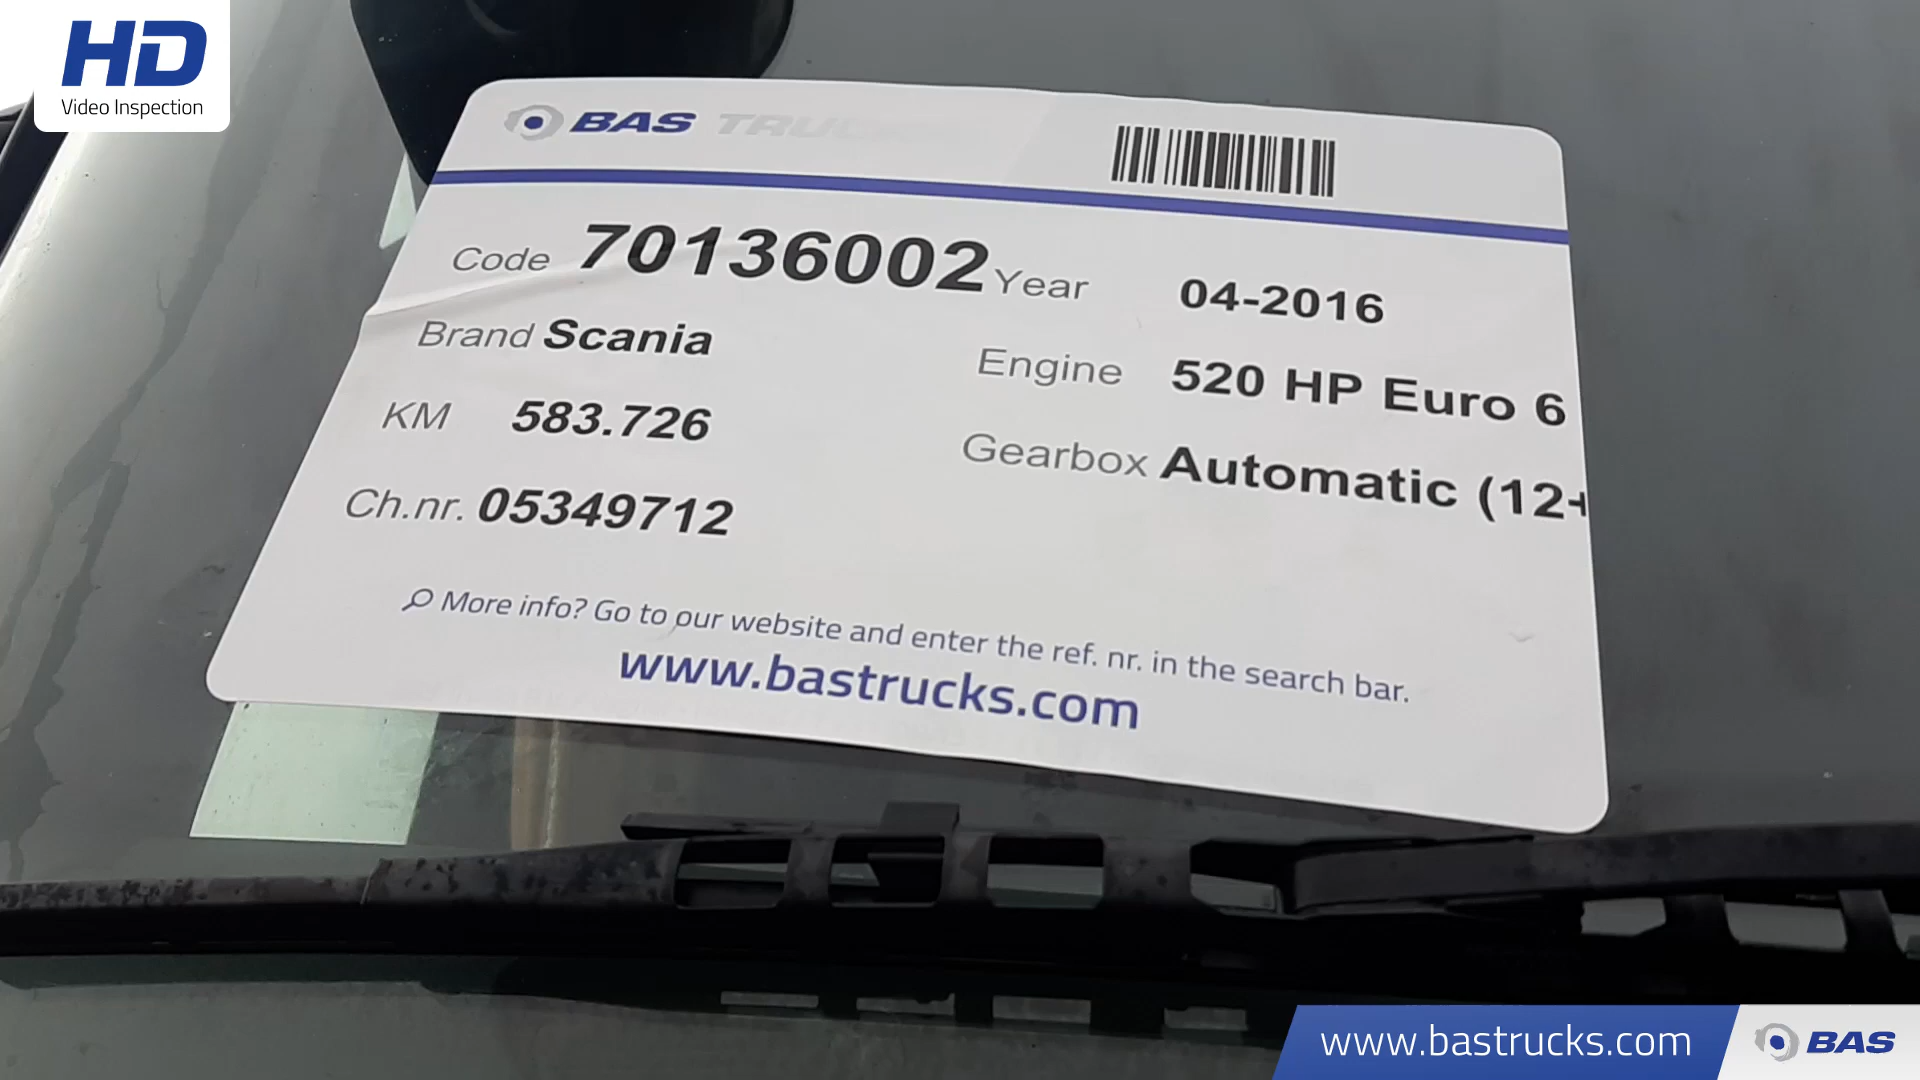 HD
Video Inspection
BAS TRUCKS
Code 70136002 Year 04-2016
Brand Scania
Engine 520 HP Euro 6
KM 583.726
Gearbox Automatic (12+
Ch.nr. 05349712
More info? Go to our website and enter the ref. nr. in the search bar.
www.bastrucks.com
www.bastrucks.com
BAS